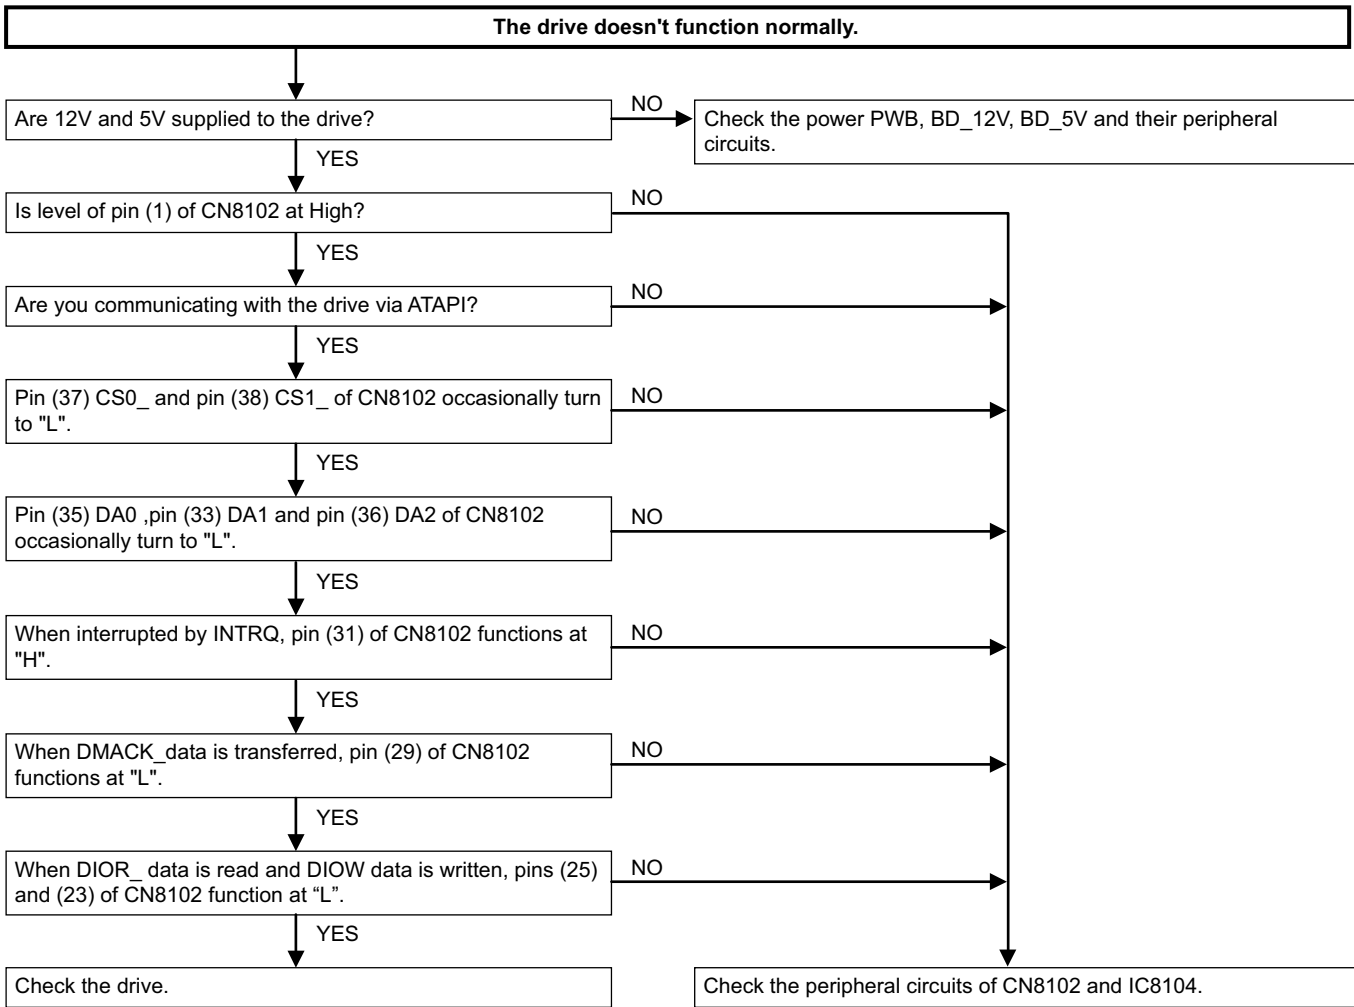 The drive doesn't function normally.
Are 12V and 5V supplied to the drive?
NO
Check the power PWB, BD_12V, BD_5V and their peripheral
circuits.
YES
Is level of pin (1) of CN8102 at High?
NO
YES
Are you communicating with the drive via ATAPI?
NO
YES
Pin (37) CS0_ and pin (38) CS1_ of CN8102 occasionally turn
to "L".
NO
YES
Pin (35) DA0 ,pin (33) DA1 and pin (36) DA2 of CN8102
occasionally turn to "L".
NO
YES
When interrupted by INTRQ, pin (31) of CN8102 functions at
"H".
NO
YES
When DMACK_data is transferred, pin (29) of CN8102
functions at "L".
NO
YES
When DIOR_ data is read and DIOW data is written, pins (25)
and (23) of CN8102 function at “L”.
NO
YES
Check the drive.
Check the peripheral circuits of CN8102 and IC8104.